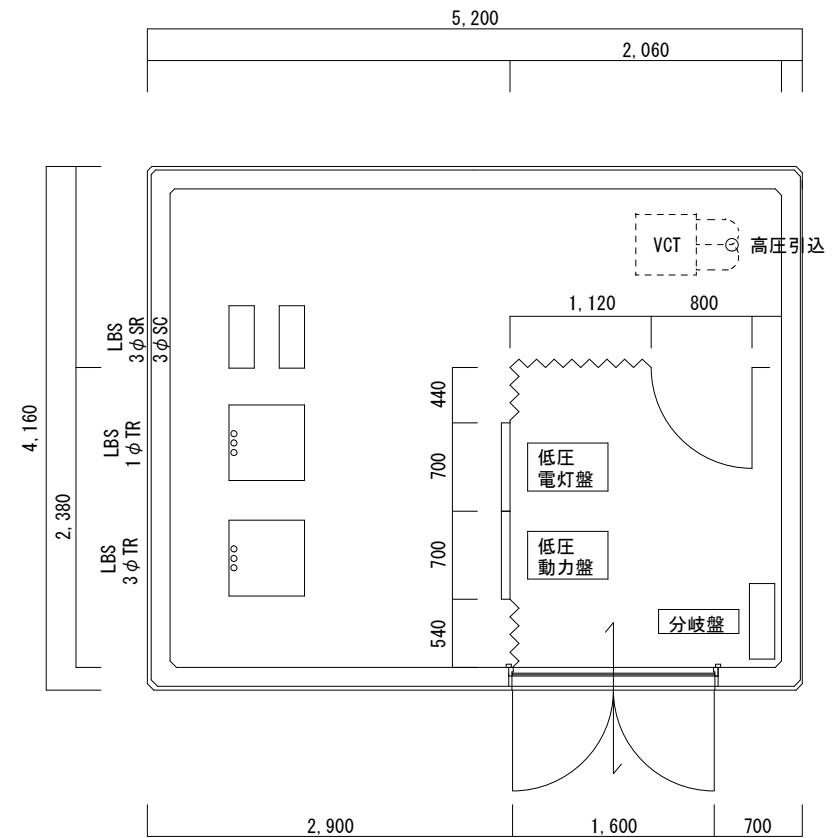 5,200
2,060
VCT
高圧引込
1,120
800
LBS
3φSR
3φSC
440
LBS
1φTR
4,160
700
低圧
電灯盤
2,380
LBS
3φTR
700
低圧
動力盤
540
分岐盤
2,900
1,600
700